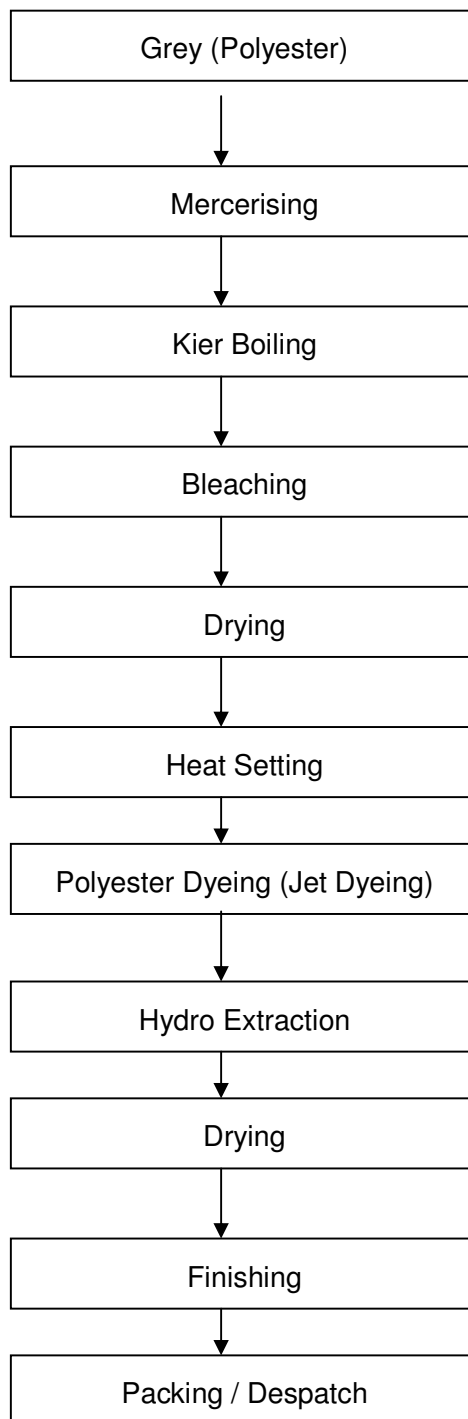 Grey (Polyester)
Mercerising
Kier Boiling
Bleaching
Drying
Heat Setting
Polyester Dyeing (Jet Dyeing)
Hydro Extraction
Drying
Finishing
Packing / Despatch